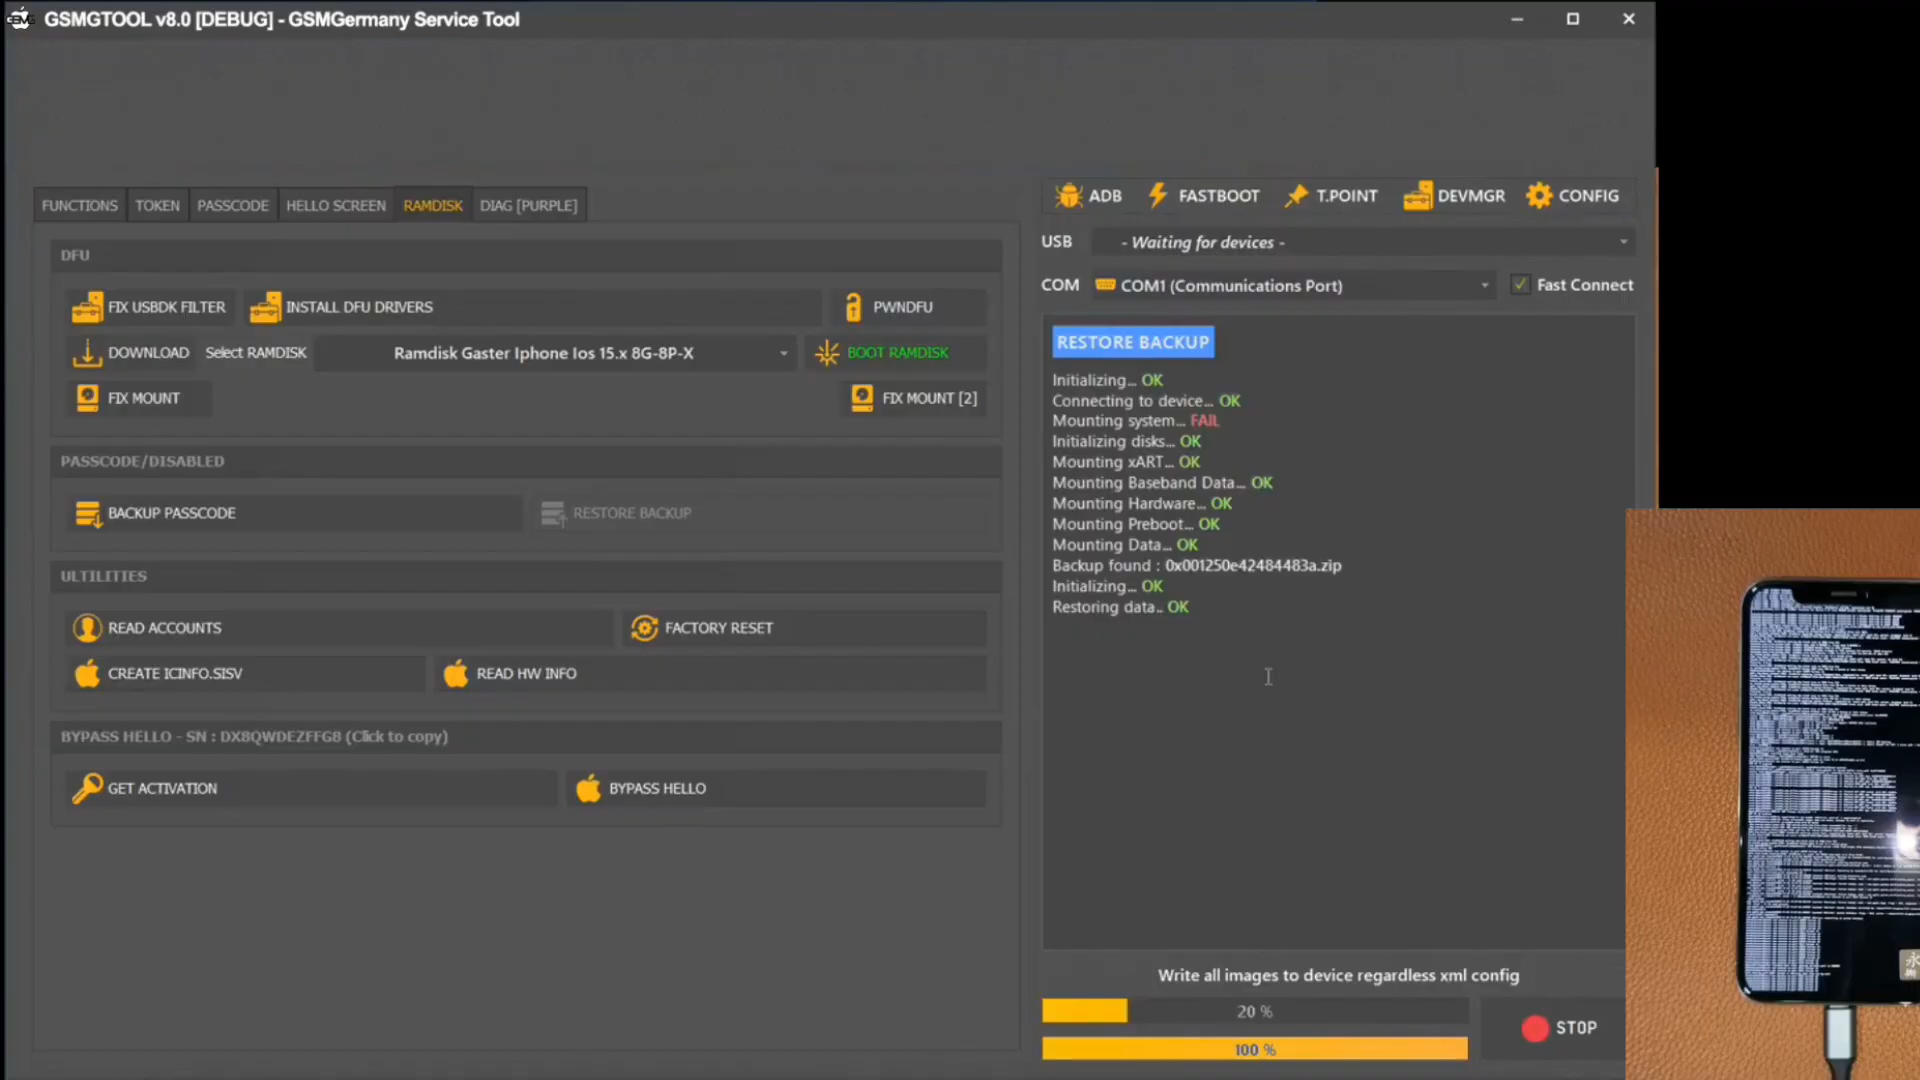 GSMGTOOL v8.0 [DEBUG] - GSMGermany Service Tool
FUNCTIONS TOKEN PASSCODE HELLO SCREEN RAMDISK DIAG [PURPLE]
DFU
FIX USBDK FILTER INSTALL DFU DRIVERS PWNDFU
DOWNLOAD Select RAMDISK Ramdisk Gaster Iphone Ios 15.x 8G-8P-X BOOT RAMDISK
FIX MOUNT FIX MOUNT [2]
PASSCODE/DISABLED
BACKUP PASSCODE RESTORE BACKUP
ULTILITIES
READ ACCOUNTS FACTORY RESET
CREATE ICINFO.SISV READ HW INFO
BYPASS HELLO - SN : DX8QWDEZFFG8 (Click to copy)
GET ACTIVATION BYPASS HELLO
ADB FASTBOOT T.POINT DEVMGR CONFIG
USB - Waiting for devices -
COM COM1 (Communications Port) Fast Connect
RESTORE BACKUP
Initializing... OK
Connecting to device... OK
Mounting system... FAIL
Initializing disks... OK
Mounting xART... OK
Mounting Baseband Data... OK
Mounting Hardware... OK
Mounting Preboot... OK
Mounting Data... OK
Backup found : 0x001250e42484483a.zip
Initializing... OK
Restoring data.. OK
Write all images to device regardless xml config
20 %
STOP
100 %